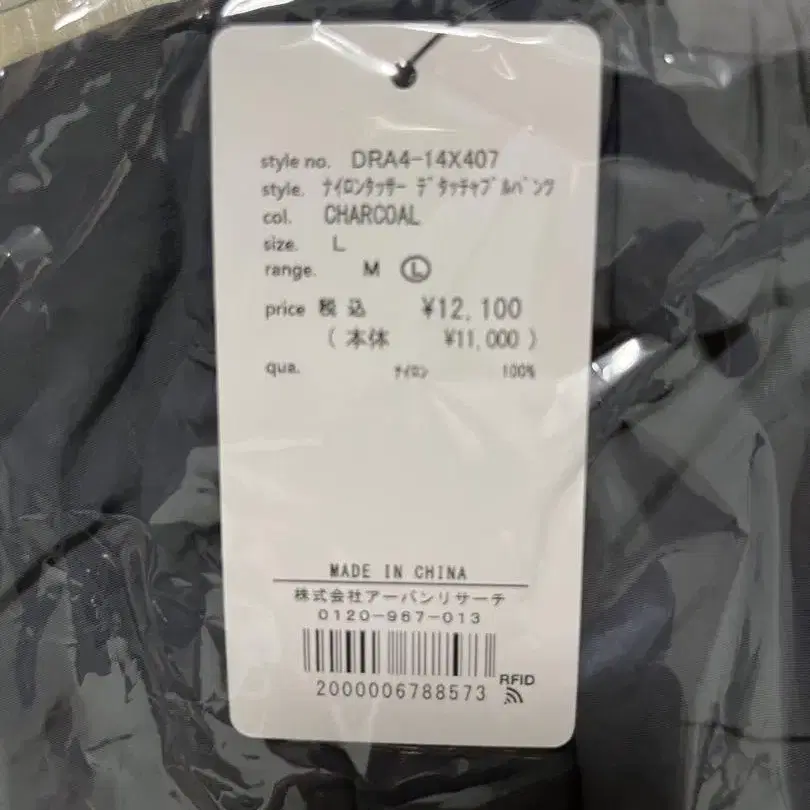 style no. DRA4-14X407
style. ﾅｲﾛﾝﾀｯｻｰ ﾃﾞﾀｯﾁｬﾌﾞﾙﾊﾟﾝﾂ
col. CHARCOAL
size. L
range. M Ⓛ
price 税込 ¥12,100
(本体 ¥11,000)
qua. ﾅｲﾛﾝ 100%
MADE IN CHINA
株式会社アーバンリサーチ
0120-967-013
2000006788573
RFID